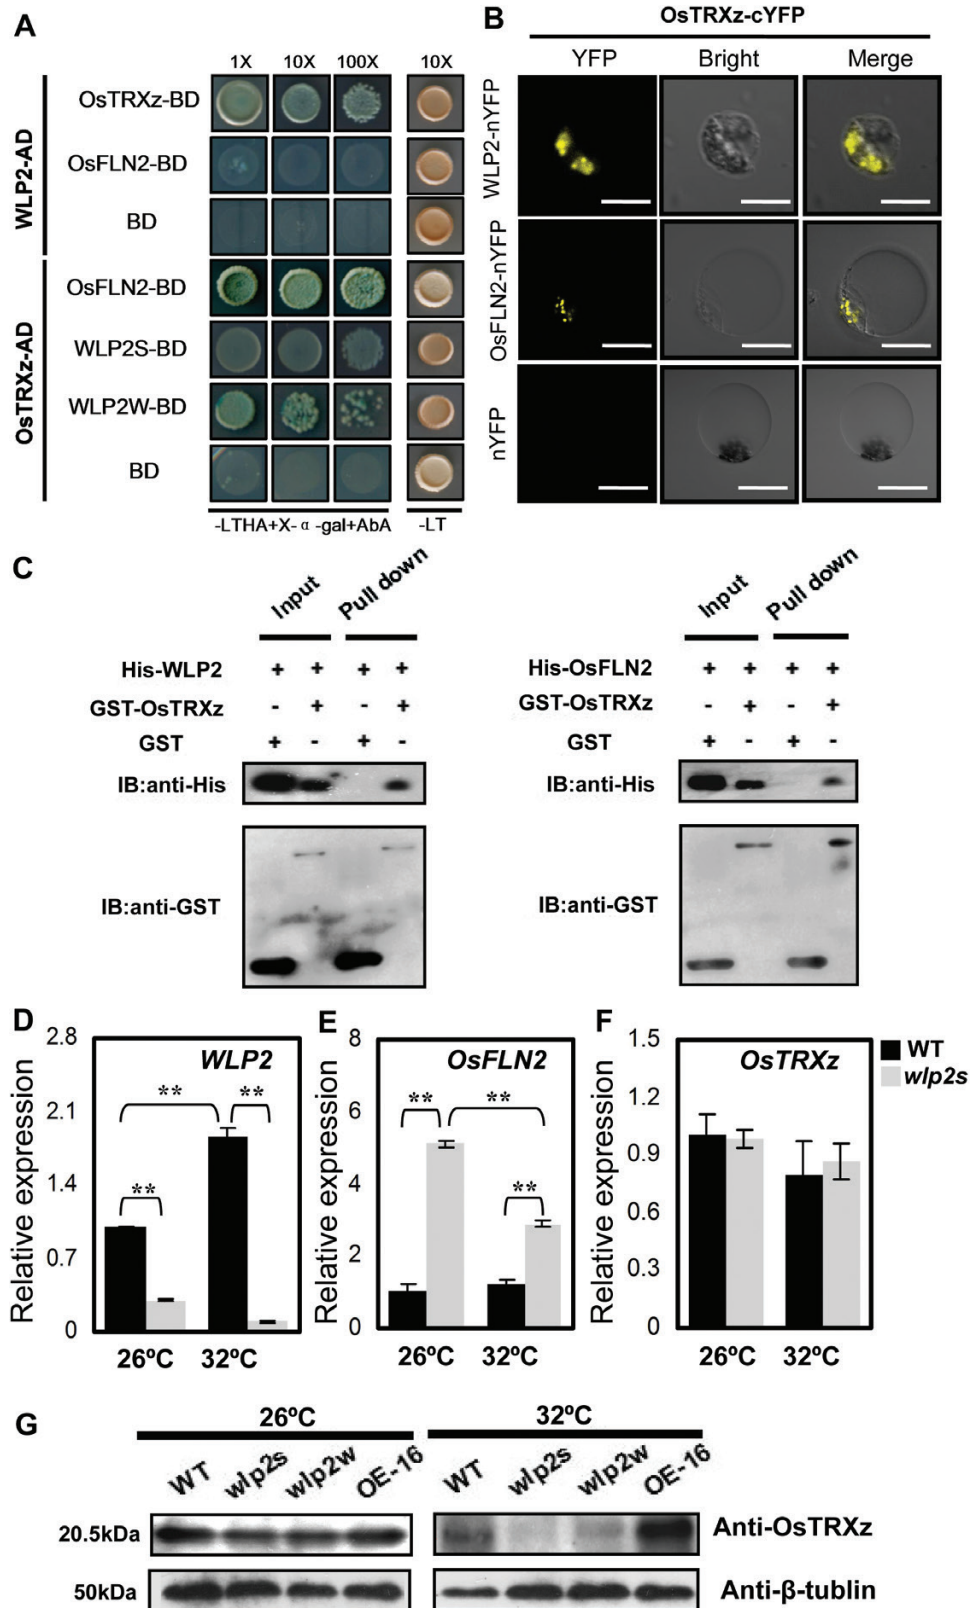 A
1X 10X 100X 10X
WLP2-AD
OsTRXz-BD
OsFLN2-BD
BD
OsTRXz-AD
OsFLN2-BD
WLP2S-BD
WLP2W-BD
BD
-LTHA+X- α -gal+AbA -LT
B
OsTRXz-cYFP
YFP Bright Merge
WLP2-nYFP
OsFLN2-nYFP
nYFP
C
Input Pull down
His-WLP2 + + + +
GST-OsTRXz - + - +
GST + - + -
IB:anti-His
IB:anti-GST
Input Pull down
His-OsFLN2 + + + +
GST-OsTRXz - + - +
GST + - + -
IB:anti-His
IB:anti-GST
D
WLP2
Relative expression
2.8
2.1
1.4
0.7
0
** **
**
26ºC 32ºC
E
OsFLN2
Relative expression
8
6
4
2
0
** **
**
26ºC 32ºC
F
OsTRXz
Relative expression
1.5
1.2
0.9
0.6
0.3
0
26ºC 32ºC
WT
wlp2s
G
26ºC 32ºC
WT wlp2s wlp2w OE-16 WT wlp2s wlp2w OE-16
20.5kDa Anti-OsTRXz
50kDa Anti-β-tublin